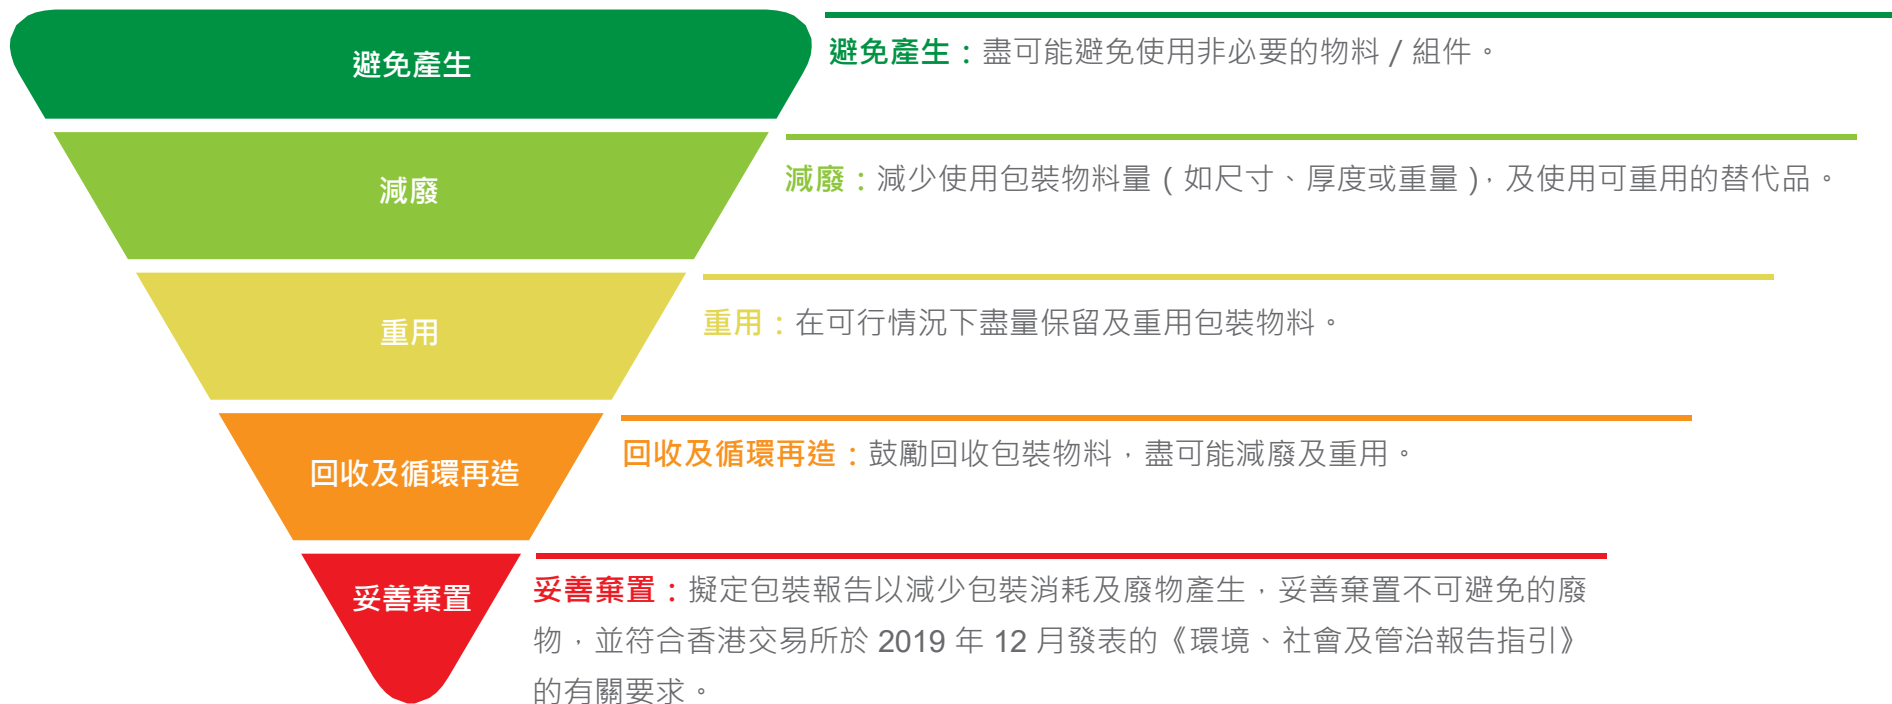 避免產生
避免產生：盡可能避免使用非必要的物料 / 組件。
減廢
減廢：減少使用包裝物料量 ( 如尺寸、厚度或重量 )，及使用可重用的替代品。
重用
重用：在可行情況下盡量保留及重用包裝物料。
回收及循環再造
回收及循環再造：鼓勵回收包裝物料，盡可能減廢及重用。
妥善棄置
妥善棄置：擬定包裝報告以減少包裝消耗及廢物產生，妥善棄置不可避免的廢
物，並符合香港交易所於 2019 年 12 月發表的《環境、社會及管治報告指引》
的有關要求。